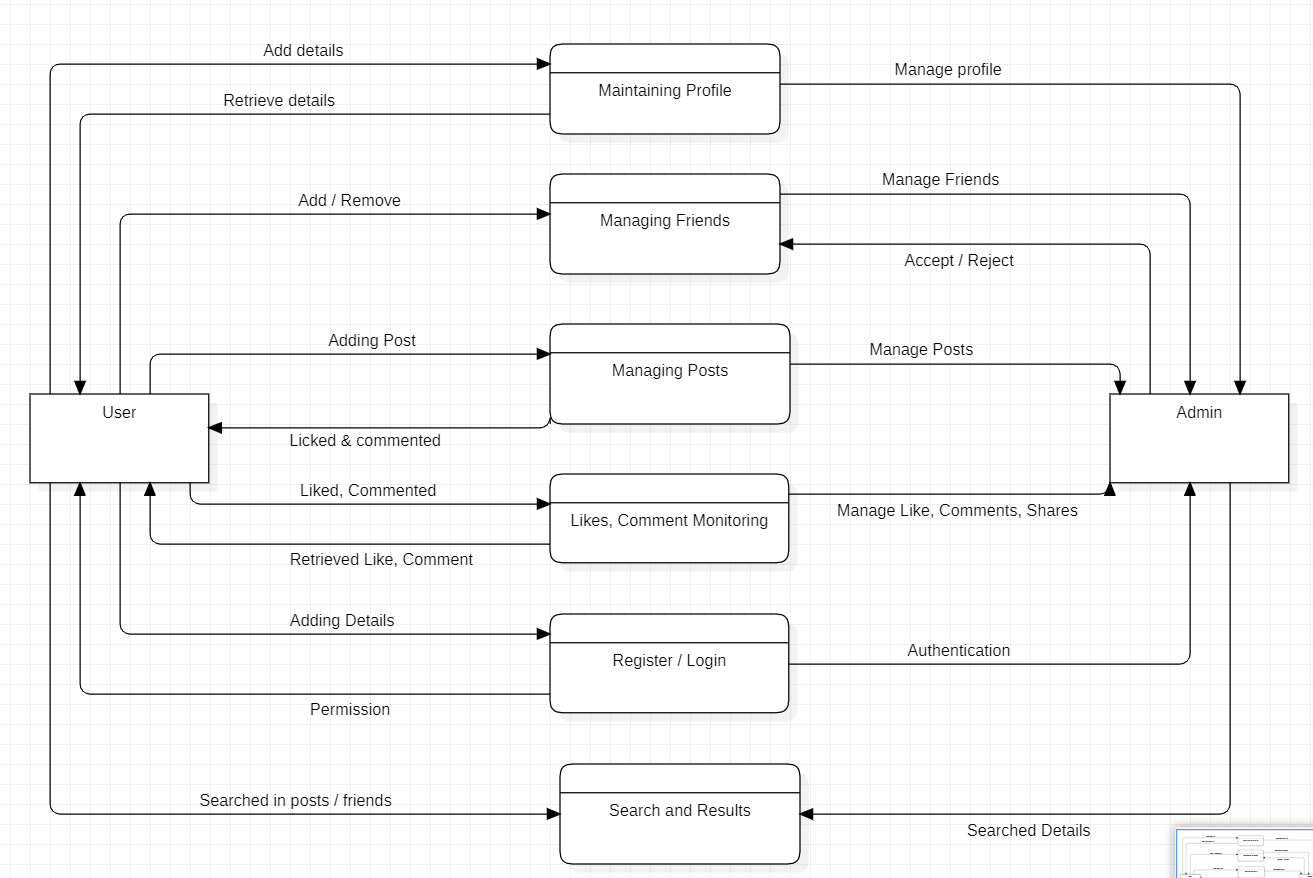 Add details
Manage profile
Maintaining Profile
Retrieve details
Manage Friends
Add / Remove
Managing Friends
Accept / Reject
Adding Post
Manage Posts
Managing Posts
User
Admin
Licked & commented
Liked, Commented
Manage Like, Comments, Shares
Likes, Comment Monitoring
Retrieved Like, Comment
Adding Details
Authentication
Register / Login
Permission
Searched in posts / friends
Search and Results
Searched Details